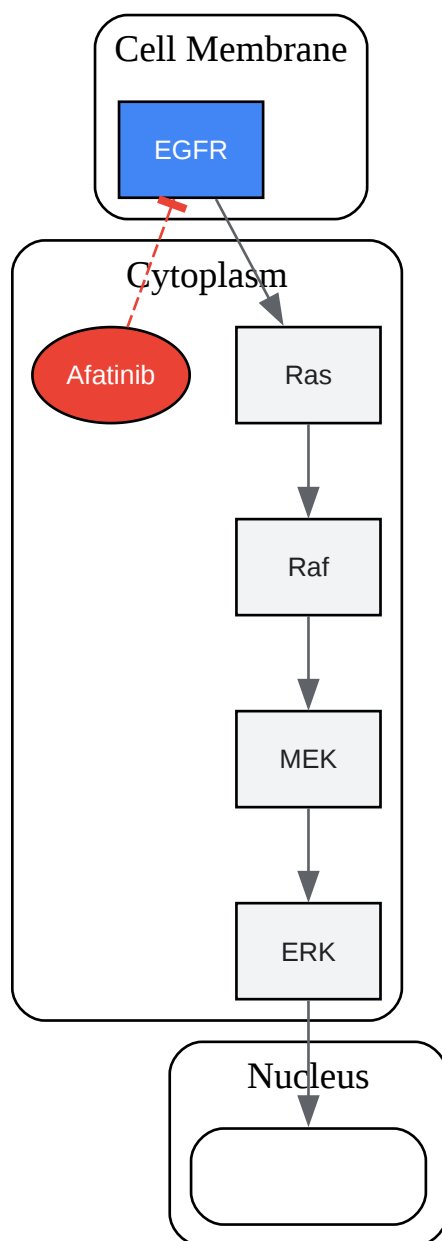 Cell Membrane
EGFR
Cytoplasm
Afatinib
Ras
Raf
MEK
ERK
Nucleus